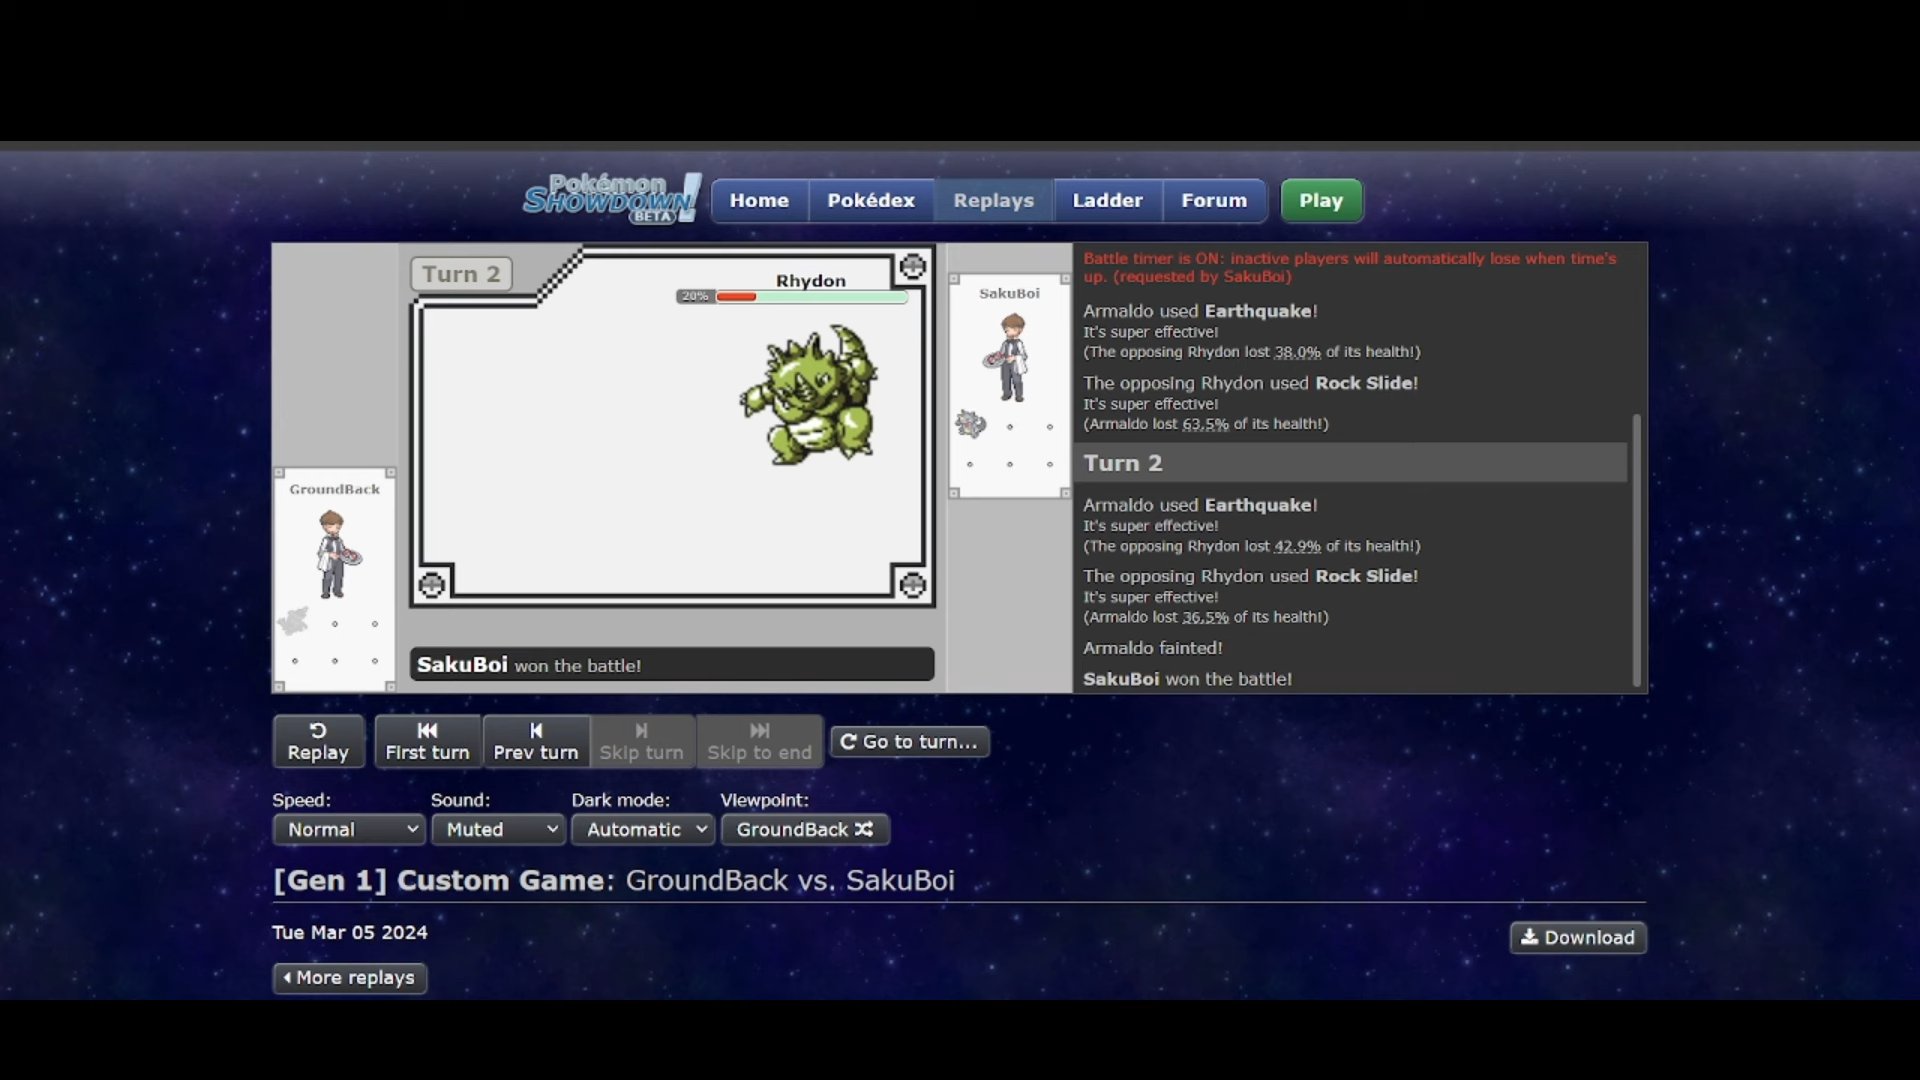 Pokémon
SHOWDOWN!
BETA
Home
Pokédex
Replays
Ladder
Forum
Play
Turn 2
Rhydon
20%
GroundBack
SakuBoi
SakuBoi won the battle!
Battle timer is ON: inactive players will automatically lose when time's
up. (requested by SakuBoi)
Armaldo used Earthquake!
It's super effective!
(The opposing Rhydon lost 38.0% of its health!)
The opposing Rhydon used Rock Slide!
It's super effective!
(Armaldo lost 63.5% of its health!)
Turn 2
Armaldo used Earthquake!
It's super effective!
(The opposing Rhydon lost 42.9% of its health!)
The opposing Rhydon used Rock Slide!
It's super effective!
(Armaldo lost 36.5% of its health!)
Armaldo fainted!
SakuBoi won the battle!
Replay
First turn
Prev turn
Skip turn
Skip to end
Go to turn...
Speed:
Sound:
Dark mode:
Viewpoint:
Normal
Muted
Automatic
GroundBack
[Gen 1] Custom Game: GroundBack vs. SakuBoi
Tue Mar 05 2024
Download
More replays